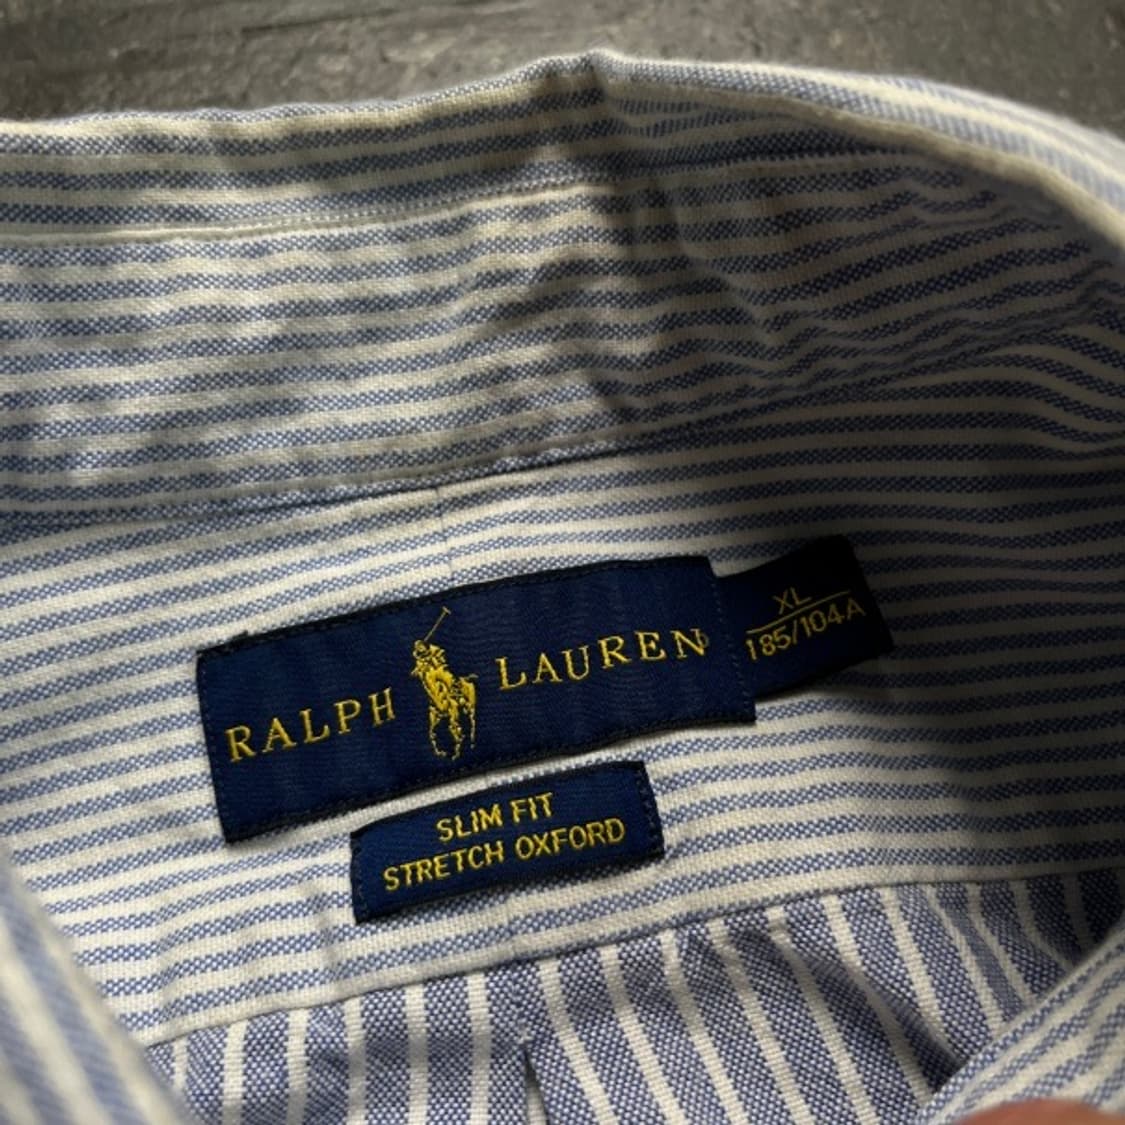 RALPH LAUREN
XL
185/104A
SLIM FIT
STRETCH OXFORD